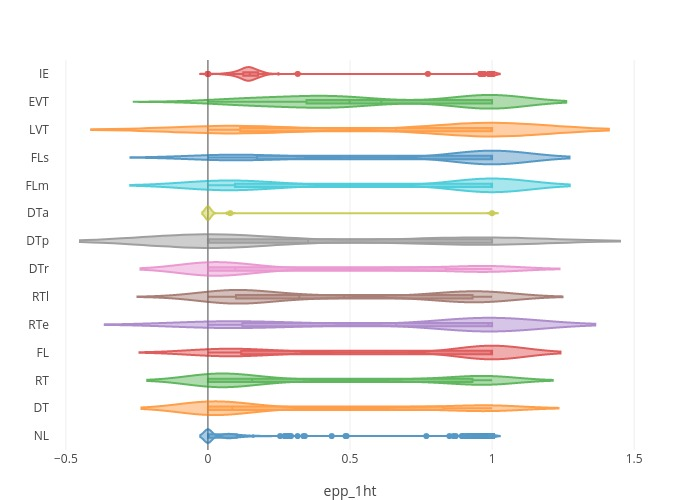 IE
EVT
LVT
FLs
FLm
DTa
DTp
DTr
RTl
RTe
FL
RT
DT
NL
−0.5 0 0.5 1 1.5
epp_1ht